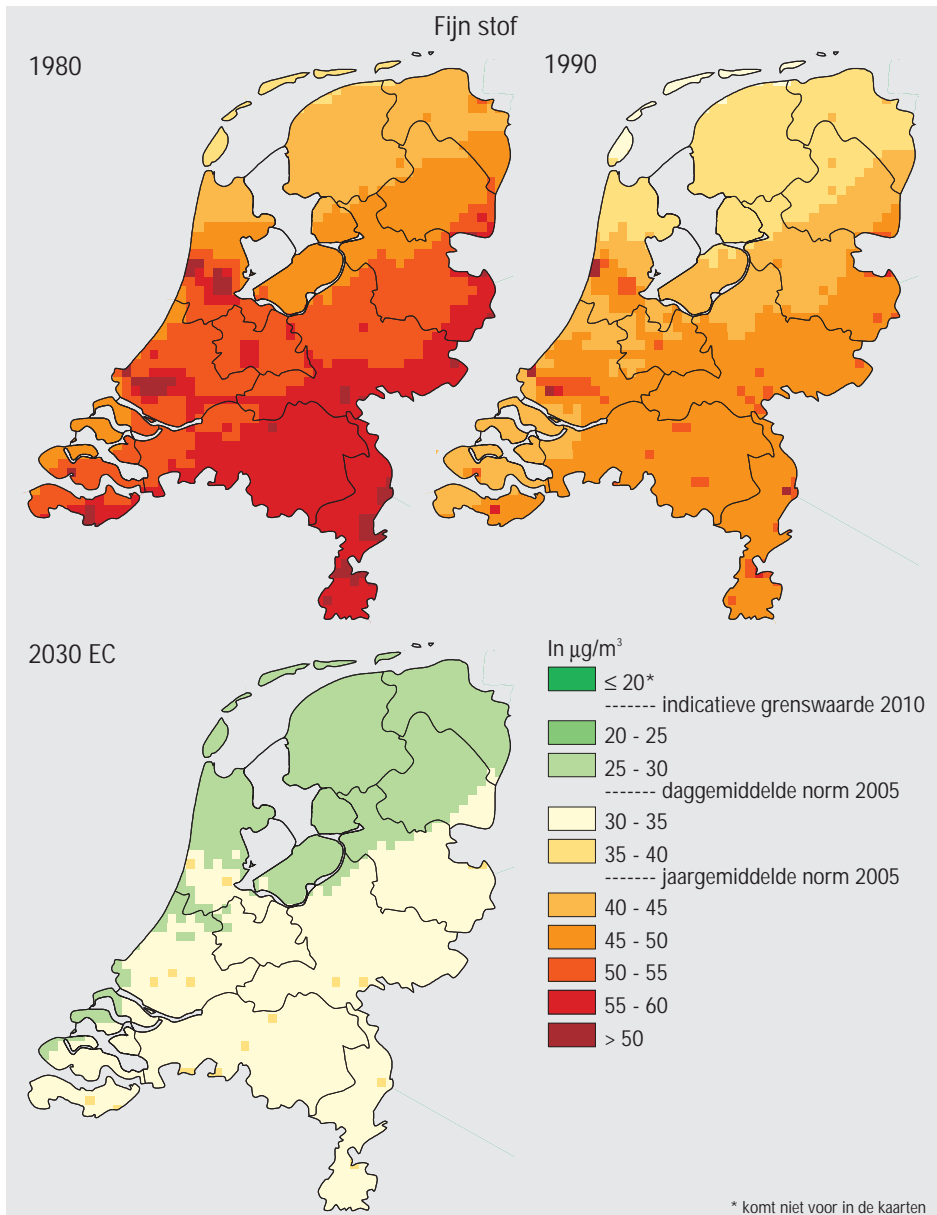 Fijn stof
1980
1990
2030 EC
In µg/m³
≤ 20*
------- indicatieve grenswaarde 2010
20 - 25
25 - 30
------- daggemiddelde norm 2005
30 - 35
35 - 40
------- jaargemiddelde norm 2005
40 - 45
45 - 50
50 - 55
55 - 60
> 50
* komt niet voor in de kaarten